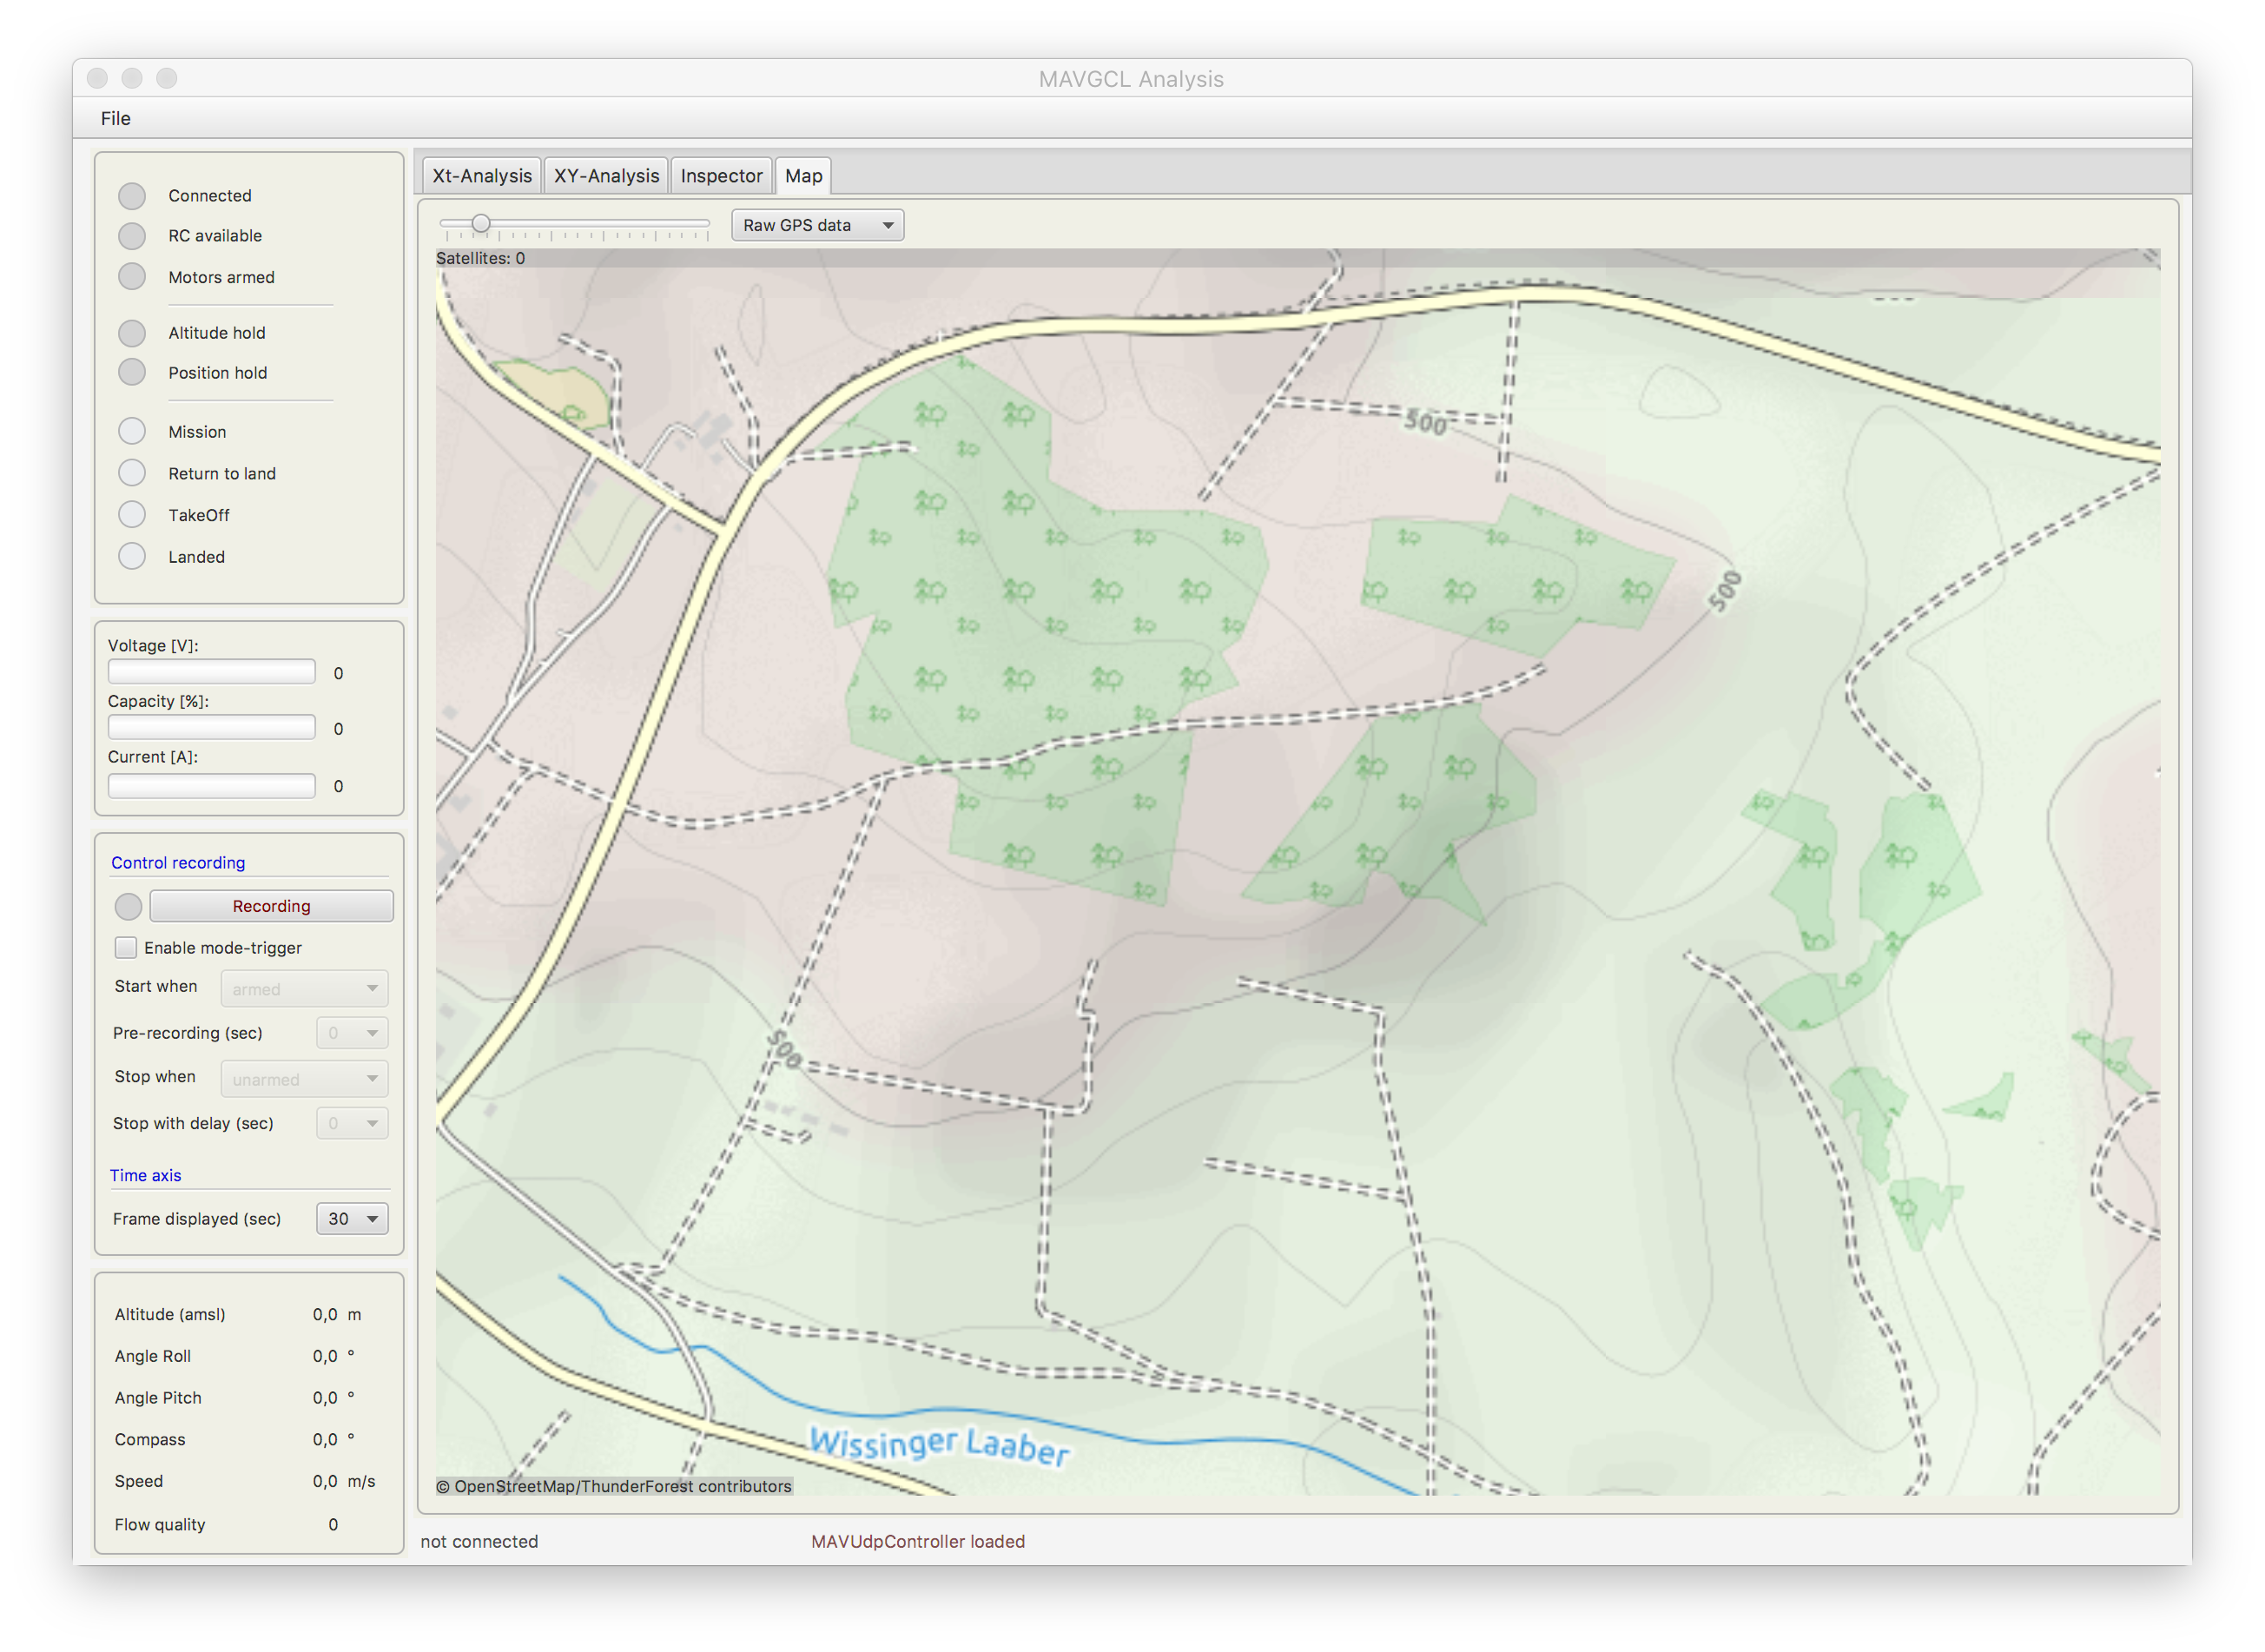 MAVGCL Analysis
File
Connected
RC available
Motors armed
Altitude hold
Position hold
Mission
Return to land
TakeOff
Landed
Voltage [V]:
0
Capacity [%]:
0
Current [A]:
0
Control recording
Recording
Enable mode-trigger
Start when armed
Pre-recording (sec) 0
Stop when unarmed
Stop with delay (sec) 0
Time axis
Frame displayed (sec) 30
Altitude (amsl) 0,0 m
Angle Roll 0,0 °
Angle Pitch 0,0 °
Compass 0,0 °
Speed 0,0 m/s
Flow quality 0
Xt-Analysis XY-Analysis Inspector Map
Raw GPS data
Satellites: 0
500
500
500
Wissinger Laaber
© OpenStreetMap/ThunderForest contributors
not connected MAVUdpController loaded